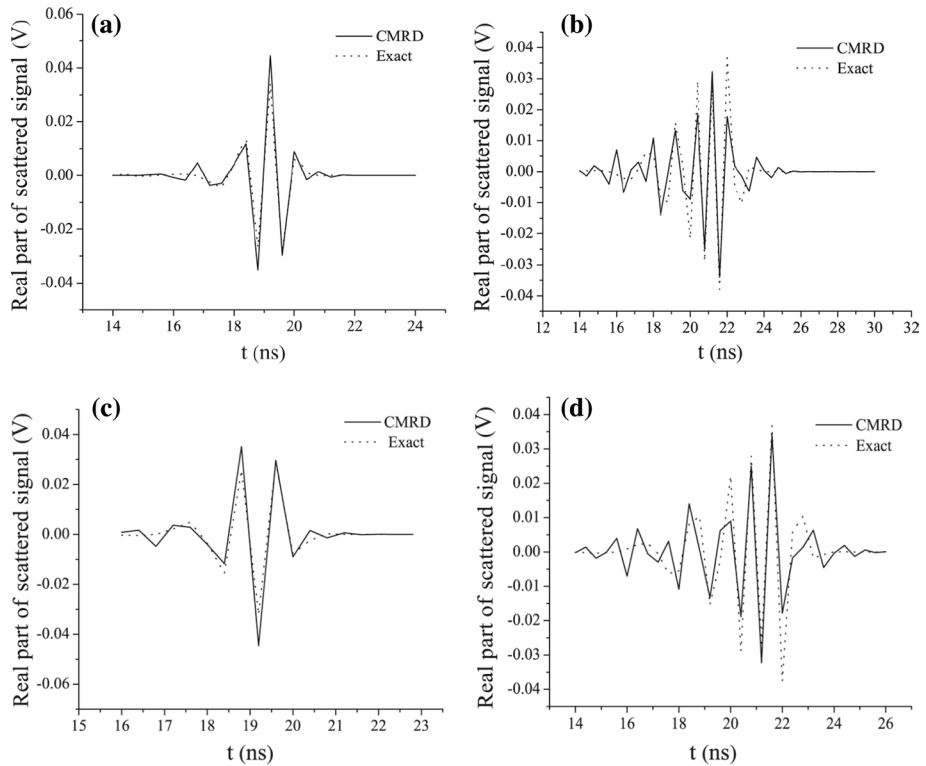 (a)
Real part of scattered signal (V)
0.06
0.04
0.02
0.00
-0.02
-0.04
CMRD
Exact
14 16 18 20 22 24
t (ns)
(b)
Real part of scattered signal (V)
0.04
0.03
0.02
0.01
0.00
-0.01
-0.02
-0.03
-0.04
CMRD
Exact
12 14 16 18 20 22 24 26 28 30 32
t (ns)
(c)
Real part of scattered signal (V)
0.04
0.02
0.00
-0.02
-0.04
-0.06
CMRD
Exact
15 16 17 18 19 20 21 22 23
t (ns)
(d)
Real part of scattered signal (V)
0.04
0.03
0.02
0.01
0.00
-0.01
-0.02
-0.03
-0.04
CMRD
Exact
14 16 18 20 22 24 26
t (ns)